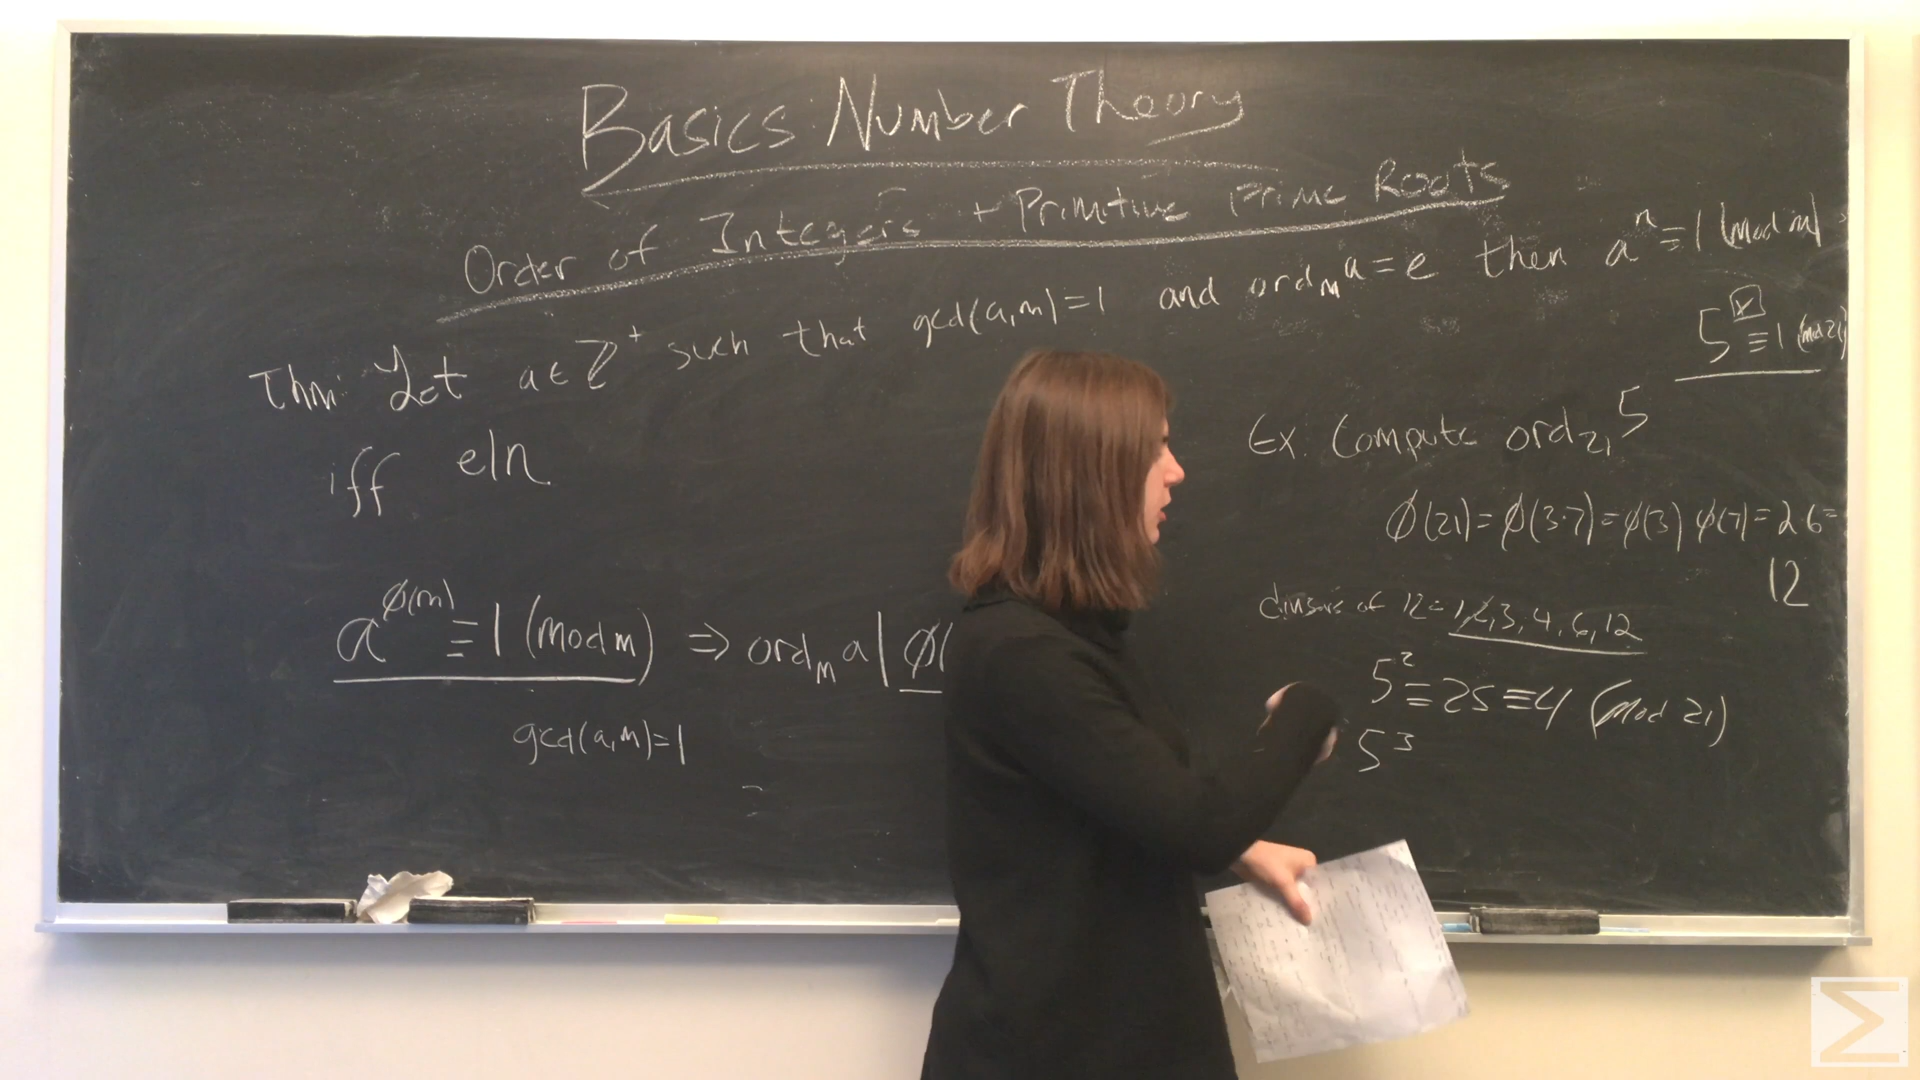 Basics: Number Theory
Order of Integers + Primitive Prime Roots
Thm: Let a ∈ Z⁺ such that gcd(a,m)=1 and ordₘa = e then aⁿ ≡ 1 (mod m)
iff e|n
a^φ(m) ≡ 1 (mod m) ⇒ ordₘa | φ(
gcd(a,m)=1
5^x ≡ 1 (mod 21)
Ex. Compute ord₂₁5
φ(21) = φ(3·7) = φ(3) φ(7) = 2·6 =
12
divisors of 12 = 1, 2, 3, 4, 6, 12
5² ≡ 25 ≡ 4 (mod 21)
5³